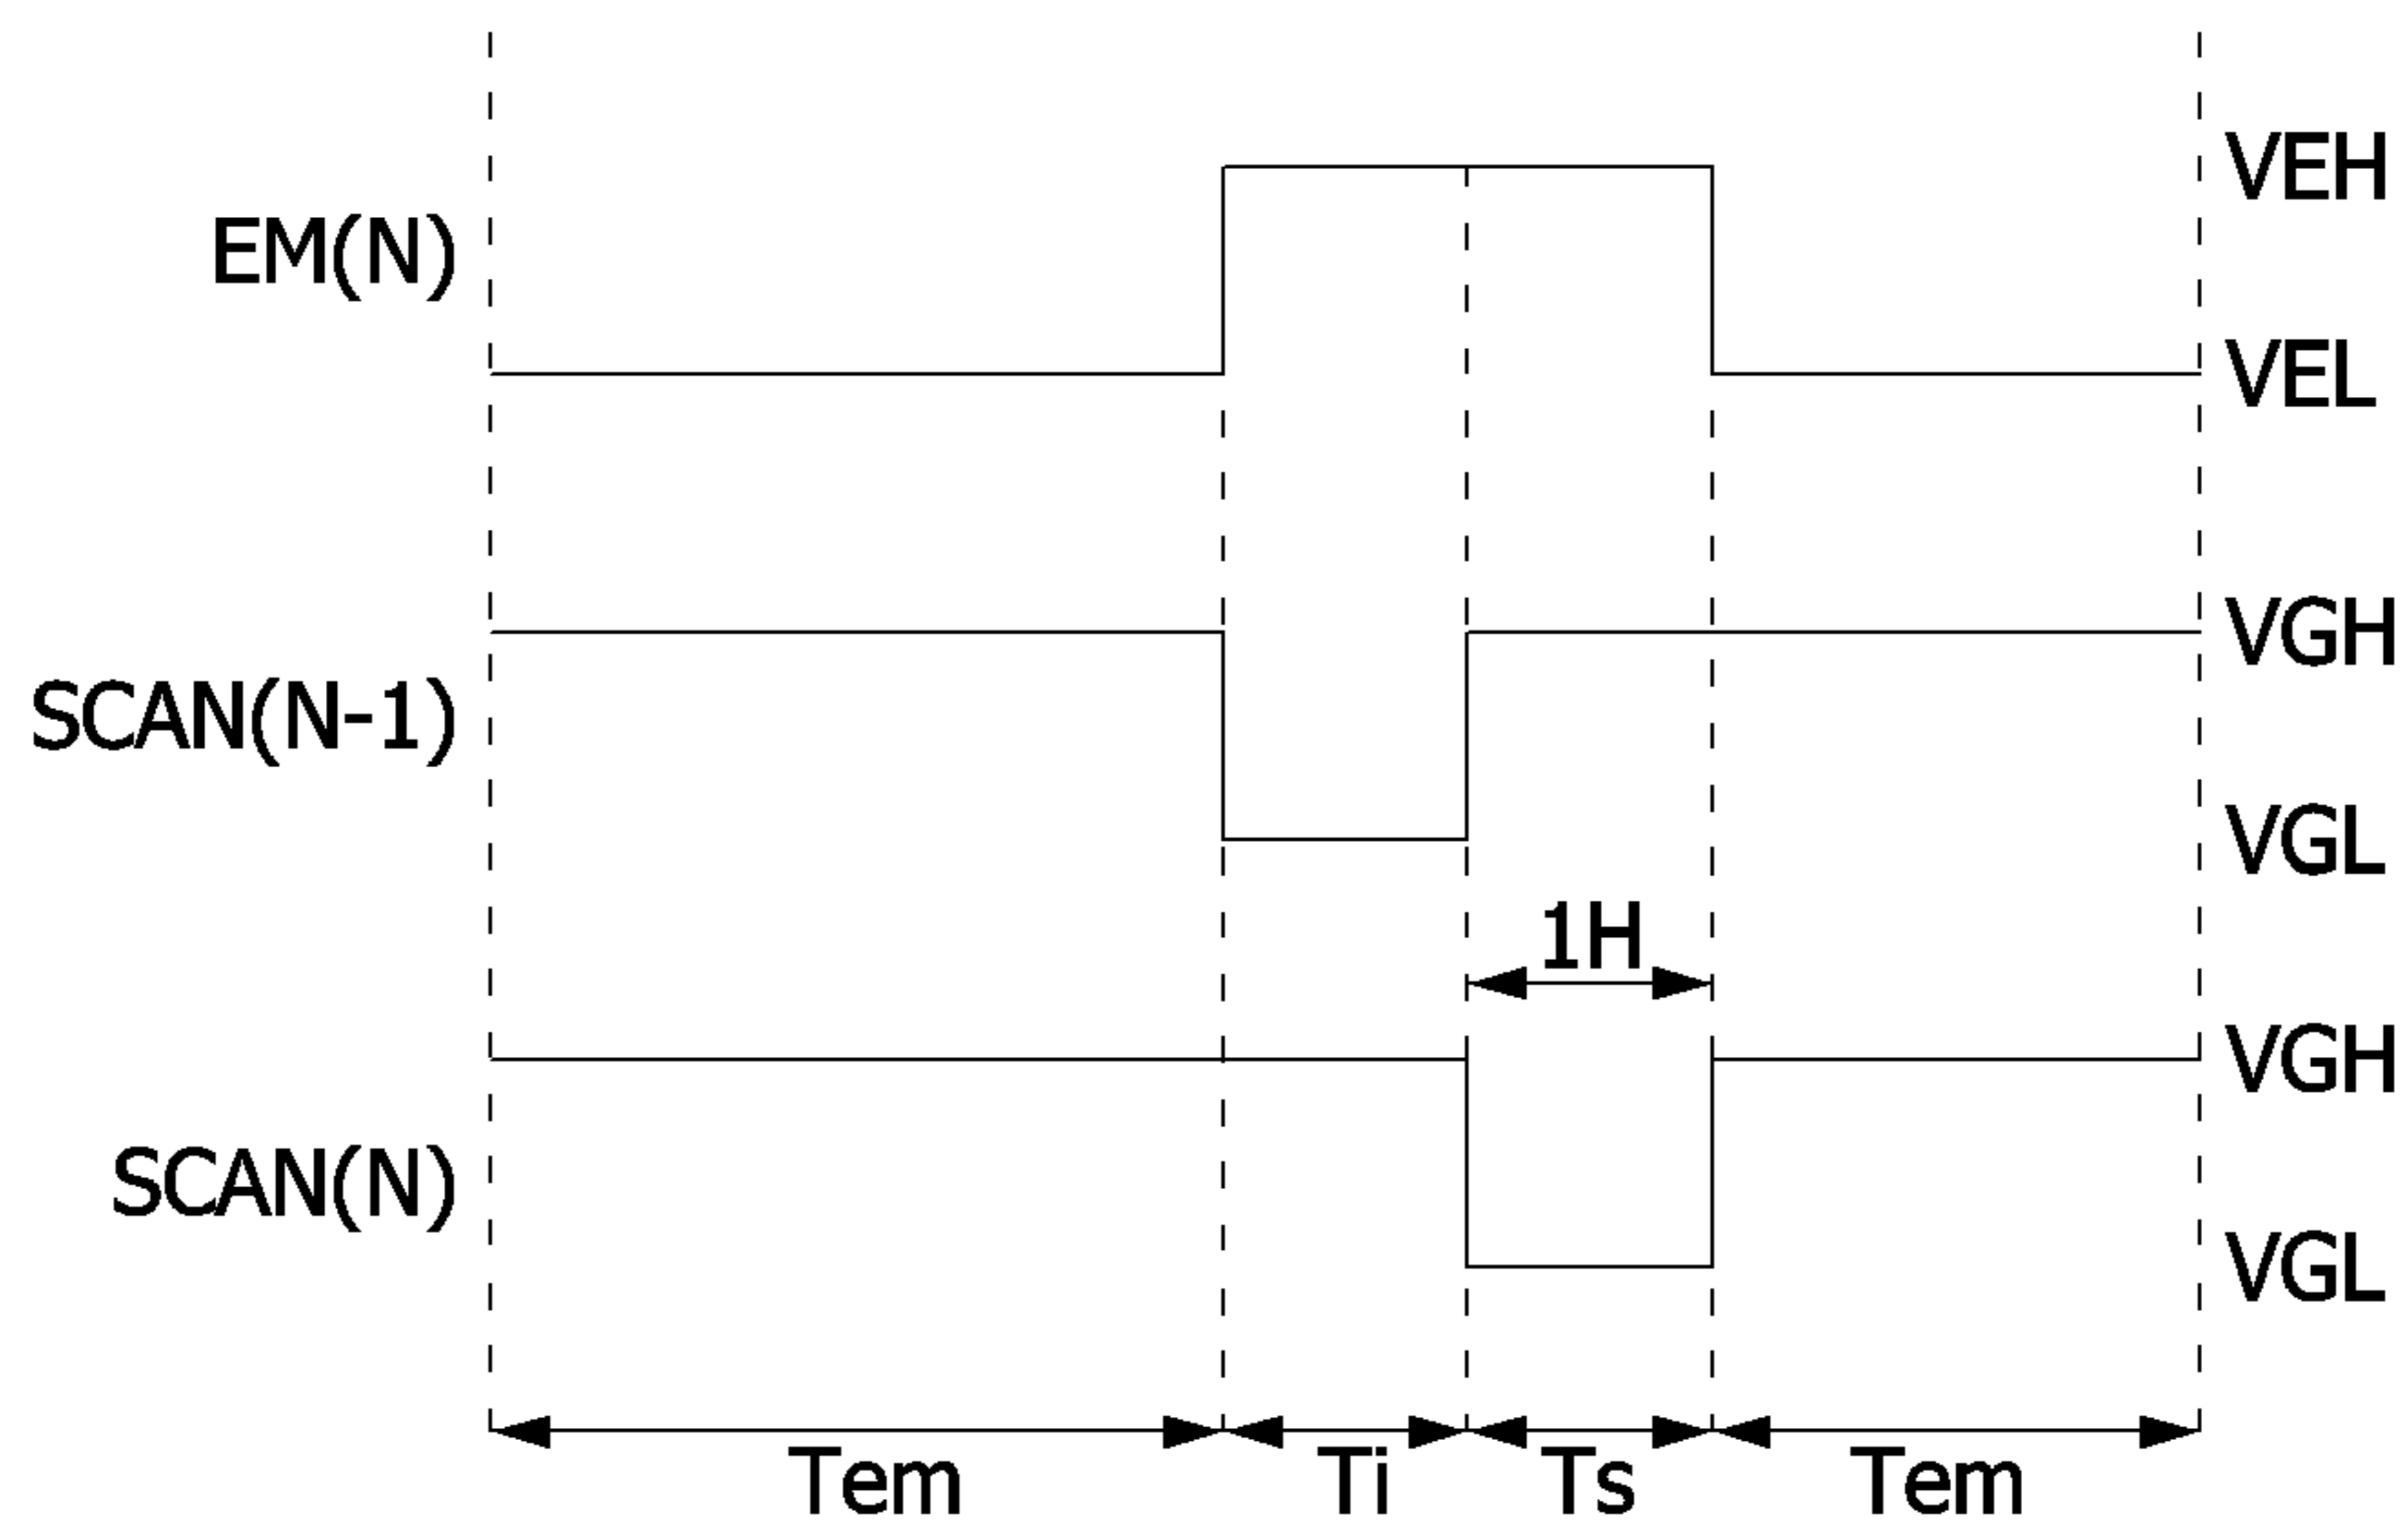 VEH
EM(N)
VEL
VGH
SCAN(N-1)
VGL
1H
VGH
SCAN(N)
VGL
Tem Ti Ts Tem